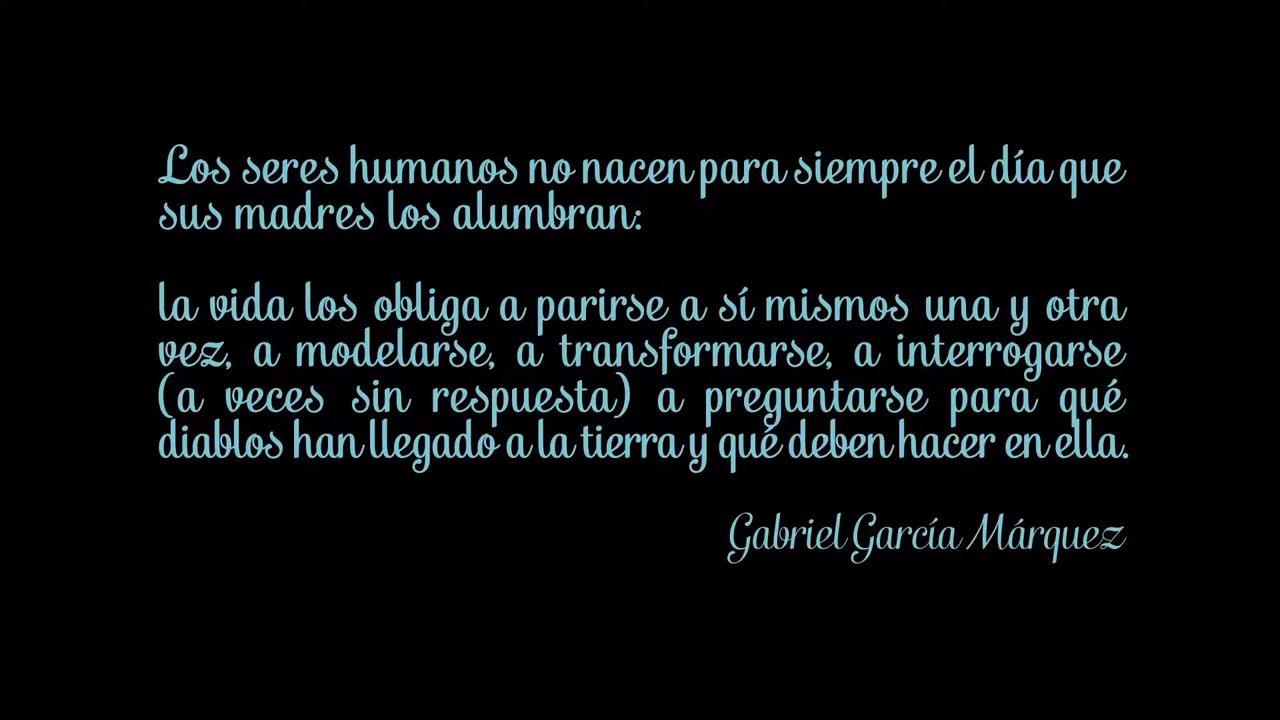 Los seres humanos no nacen para siempre el día que
sus madres los alumbran:
la vida los obliga a parirse a sí mismos una y otra
vez, a modelarse, a transformarse, a interrogarse
(a veces sin respuesta) a preguntarse para qué
diablos han llegado a la tierra y qué deben hacer en ella.
Gabriel García Márquez